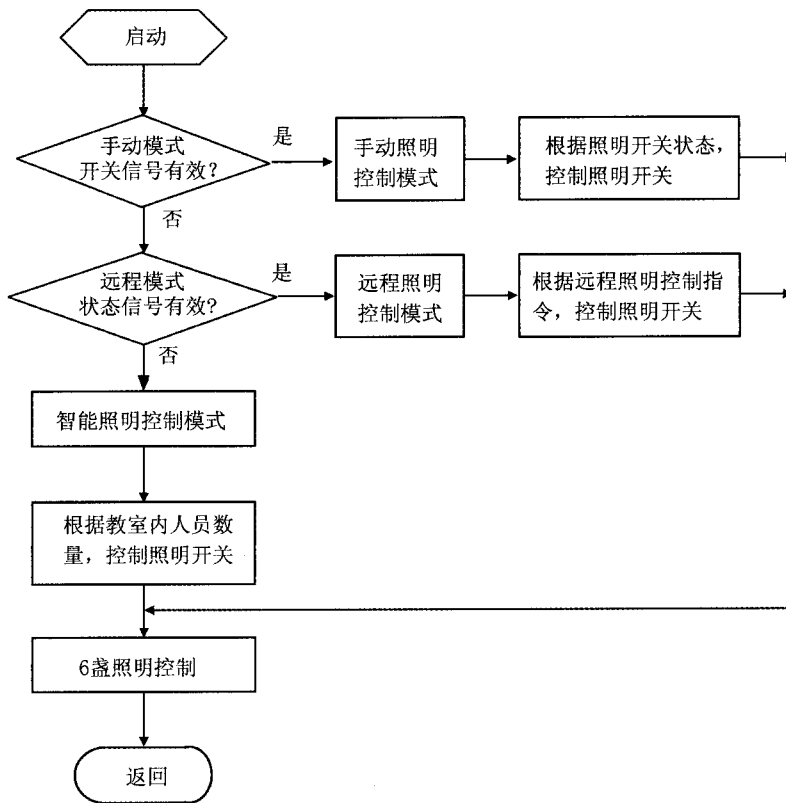 启动
手动模式
开关信号有效？
是
手动照明
控制模式
根据照明开关状态，
控制照明开关
否
远程模式
状态信号有效？
是
远程照明
控制模式
根据远程照明控制指
令，控制照明开关
否
智能照明控制模式
根据教室内人员数
量，控制照明开关
6盏照明控制
返回